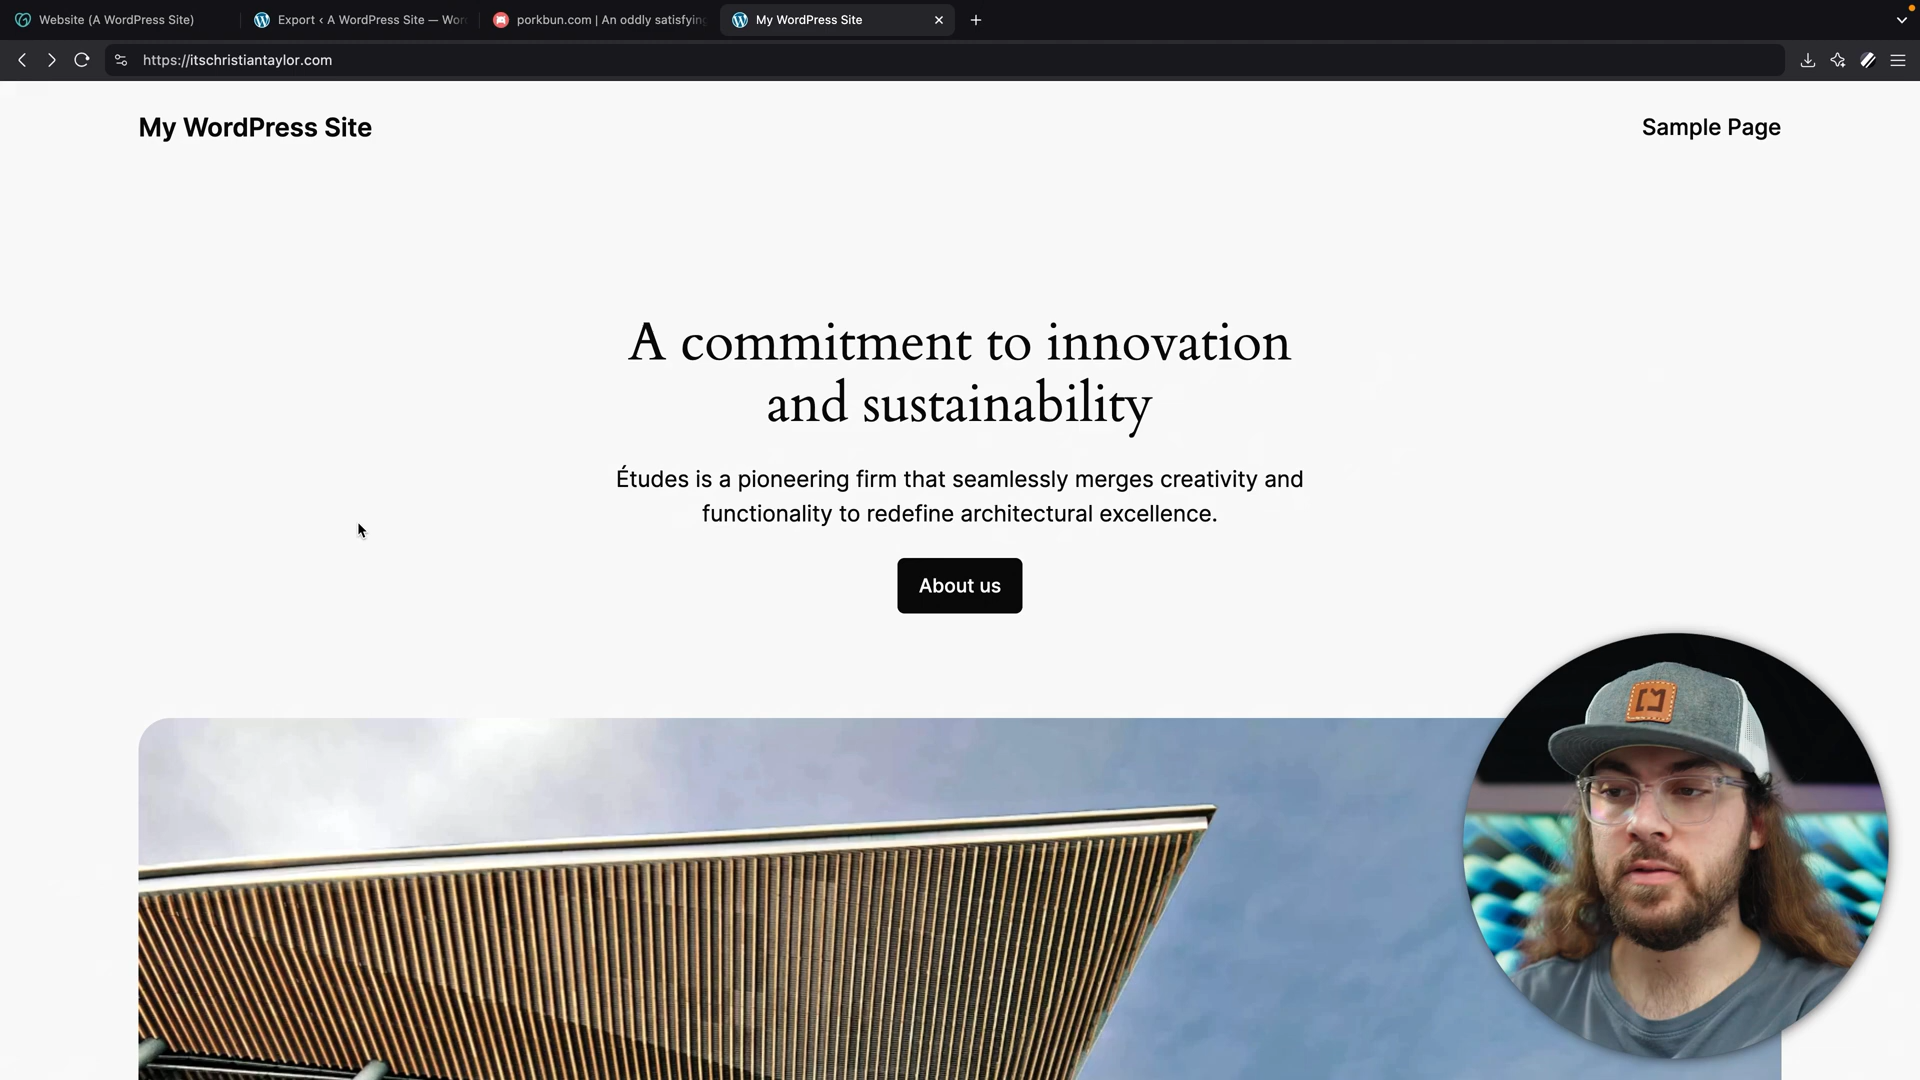 Website (A WordPress Site)
Export ‹ A WordPress Site — Wor
porkbun.com | An oddly satisfying
My WordPress Site
https://itschristiantaylor.com
My WordPress Site
Sample Page
A commitment to innovation
and sustainability
Études is a pioneering firm that seamlessly merges creativity and
functionality to redefine architectural excellence.
About us